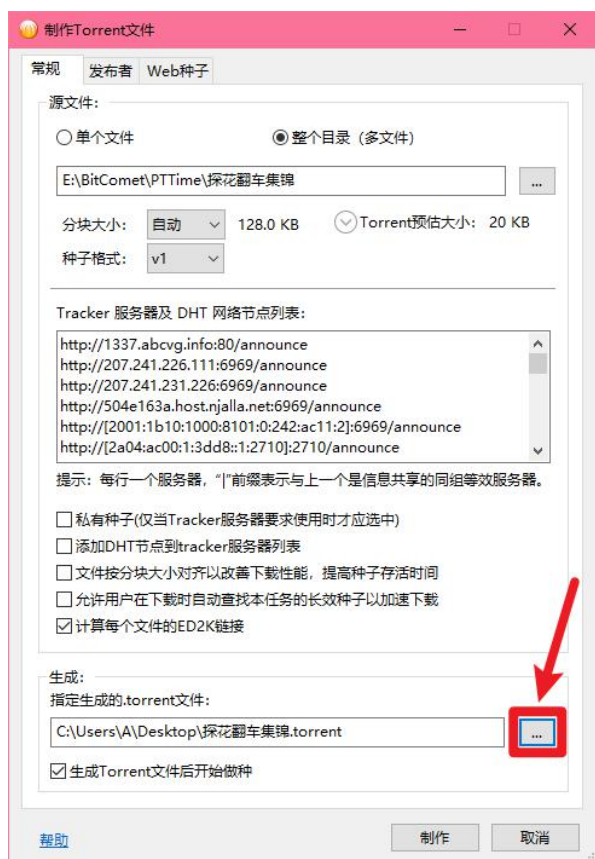 制作Torrent文件
常规 发布者 Web种子
源文件:
单个文件 整个目录 (多文件)
E:\BitComet\PTTime\探花翻车集锦 ...
分块大小: 自动 128.0 KB Torrent预估大小: 20 KB
种子格式: v1
Tracker 服务器及 DHT 网络节点列表:
http://1337.abcvg.info:80/announce
http://207.241.226.111:6969/announce
http://207.241.231.226:6969/announce
http://504e163a.host.njalla.net:6969/announce
http://[2001:1b10:1000:8101:0:242:ac11:2]:6969/announce
http://[2a04:ac00:1:3dd8::1:2710]:2710/announce
提示: 每行一个服务器, “|”前缀表示与上一个是信息共享的同组等效服务器。
私有种子(仅当Tracker服务器要求使用时才应选中)
添加DHT节点到tracker服务器列表
文件按分块大小对齐以改善下载性能, 提高种子存活时间
允许用户在下载时自动查找本任务的长效种子以加速下载
计算每个文件的ED2K链接
生成:
指定生成的.torrent文件:
C:\Users\A\Desktop\探花翻车集锦.torrent ...
生成Torrent文件后开始做种
帮助 制作 取消